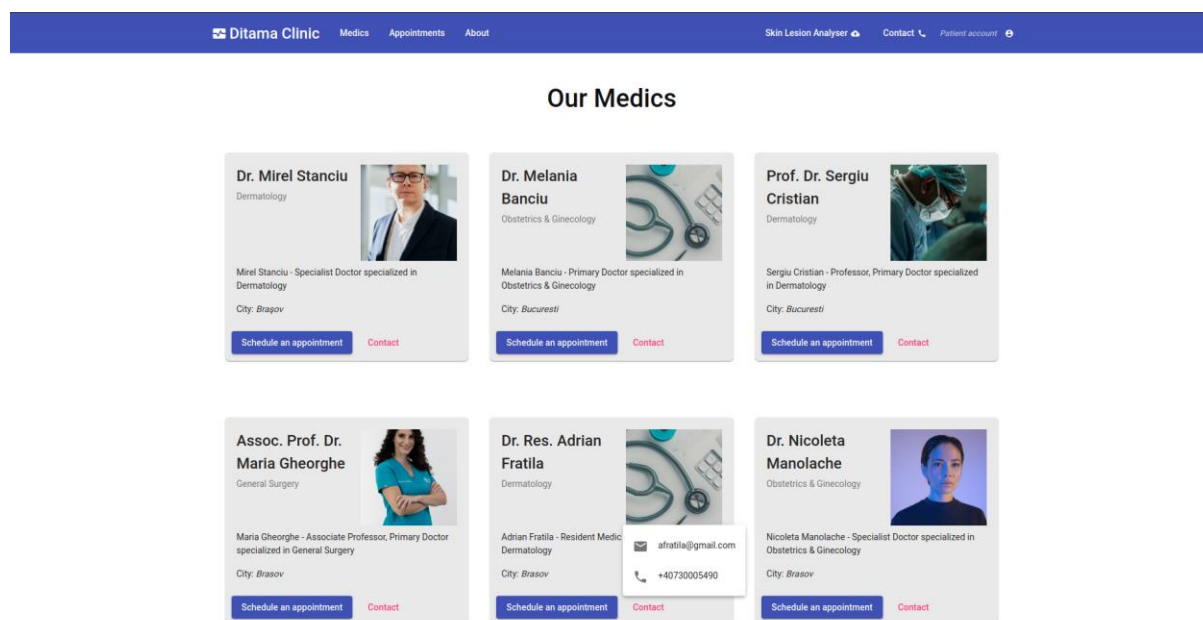 Ditama Clinic Medics Appointments About Skin Lesion Analyser Contact Patient account
Our Medics
Dr. Mirel Stanciu
Dermatology
Mirel Stanciu - Specialist Doctor specialized in
Dermatology
City: Brașov
Schedule an appointment Contact
Dr. Melania
Banciu
Obstetrics & Ginecology
Melania Banciu - Primary Doctor specialized in
Obstetrics & Ginecology
City: Bucuresti
Schedule an appointment Contact
Prof. Dr. Sergiu
Cristian
Dermatology
Sergiu Cristian - Professor, Primary Doctor specialized
in Dermatology
City: Bucuresti
Schedule an appointment Contact
Assoc. Prof. Dr.
Maria Gheorghe
General Surgery
Maria Gheorghe - Associate Professor, Primary Doctor
specialized in General Surgery
City: Brasov
Schedule an appointment Contact
Dr. Res. Adrian
Fratila
Dermatology
Adrian Fratila - Resident Medic
Dermatology
City: Brasov
afratila@gmail.com
+40730005490
Schedule an appointment Contact
Dr. Nicoleta
Manolache
Obstetrics & Ginecology
Nicoleta Manolache - Specialist Doctor specialized in
Obstetrics & Ginecology
City: Brasov
Schedule an appointment Contact